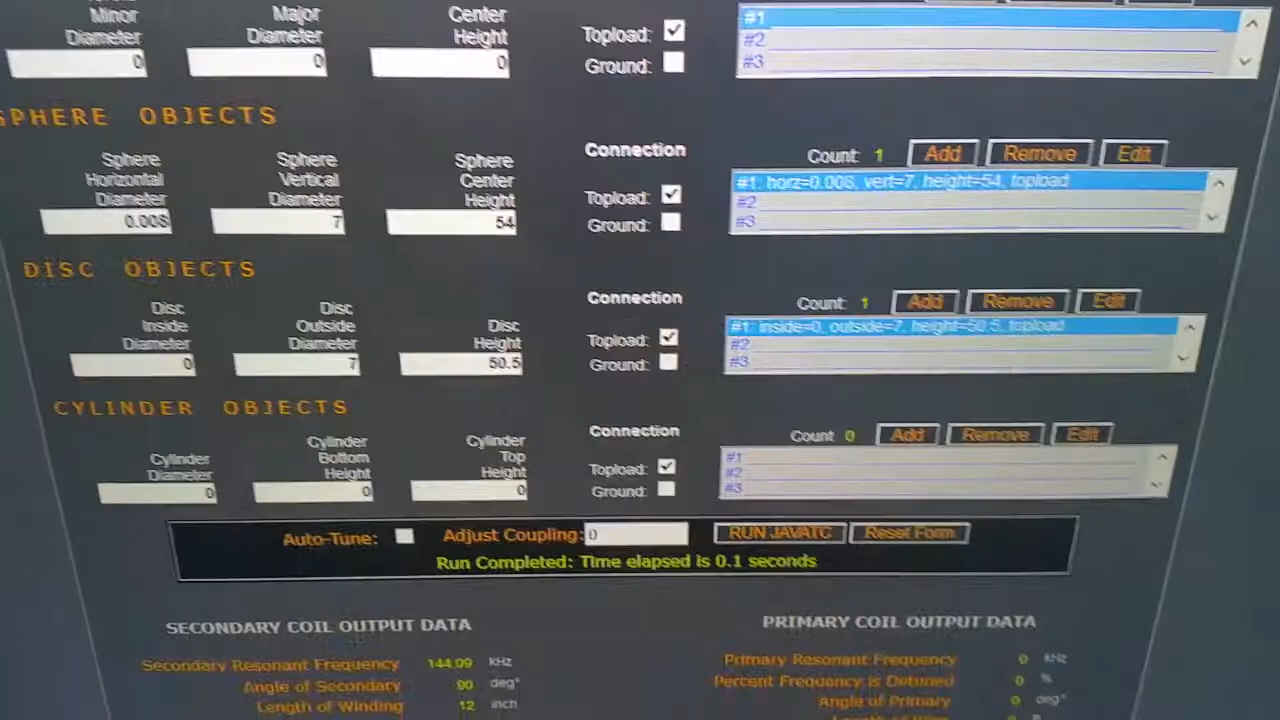 Minor Major Center
Diameter Diameter Height
0 0 0
Topload:
Ground:
#1
#2
#3
SPHERE OBJECTS
Sphere Horizontal Diameter
0.008
Sphere Vertical Diameter
7
Sphere Center Height
54
Connection
Topload:
Ground:
Count: 1 Add Remove Edit
#1: horz=0.008, vert=7, height=54, topload
#2
#3
DISC OBJECTS
Disc Inside Diameter
0
Disc Outside Diameter
7
Disc Height
50.5
Connection
Topload:
Ground:
Count: 1 Add Remove Edit
#1: inside=0, outside=7, height=50.5, topload
#2
#3
CYLINDER OBJECTS
Cylinder Diameter
0
Cylinder Bottom Height
0
Cylinder Top Height
0
Connection
Topload:
Ground:
Count 0 Add Remove Edit
#1
#2
#3
Auto-Tune: Adjust Coupling: 0 RUN JAVATC Reset Form
Run Completed: Time elapsed is 0.1 seconds
SECONDARY COIL OUTPUT DATA
Secondary Resonant Frequency 144.09 kHz
Angle of Secondary 90 deg°
Length of Winding 12 inch
PRIMARY COIL OUTPUT DATA
Primary Resonant Frequency 0 kHz
Percent Frequency is Detuned 0 %
Angle of Primary 0 deg°